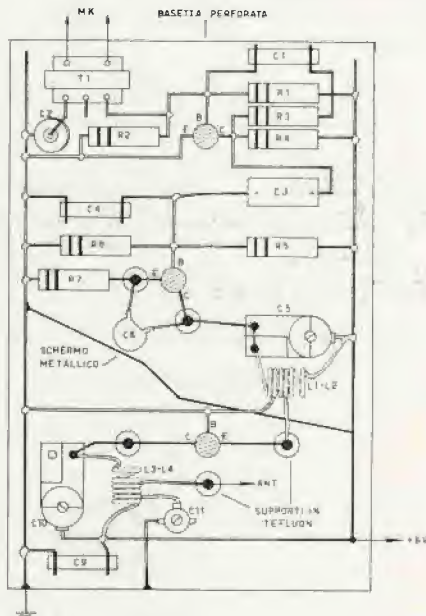 MK
BASETTA PERFORATA
C1
T1
R1
C2
R3
R2
B
E
C
R4
C3
C4
R6
R5
B
E
R7
C
C5
C6
SCHERMO
METALLICO
L1-L2
B
C
E
L3-L4
ANT.
C10
C11
SUPPORTI IN
TEFLON
C9